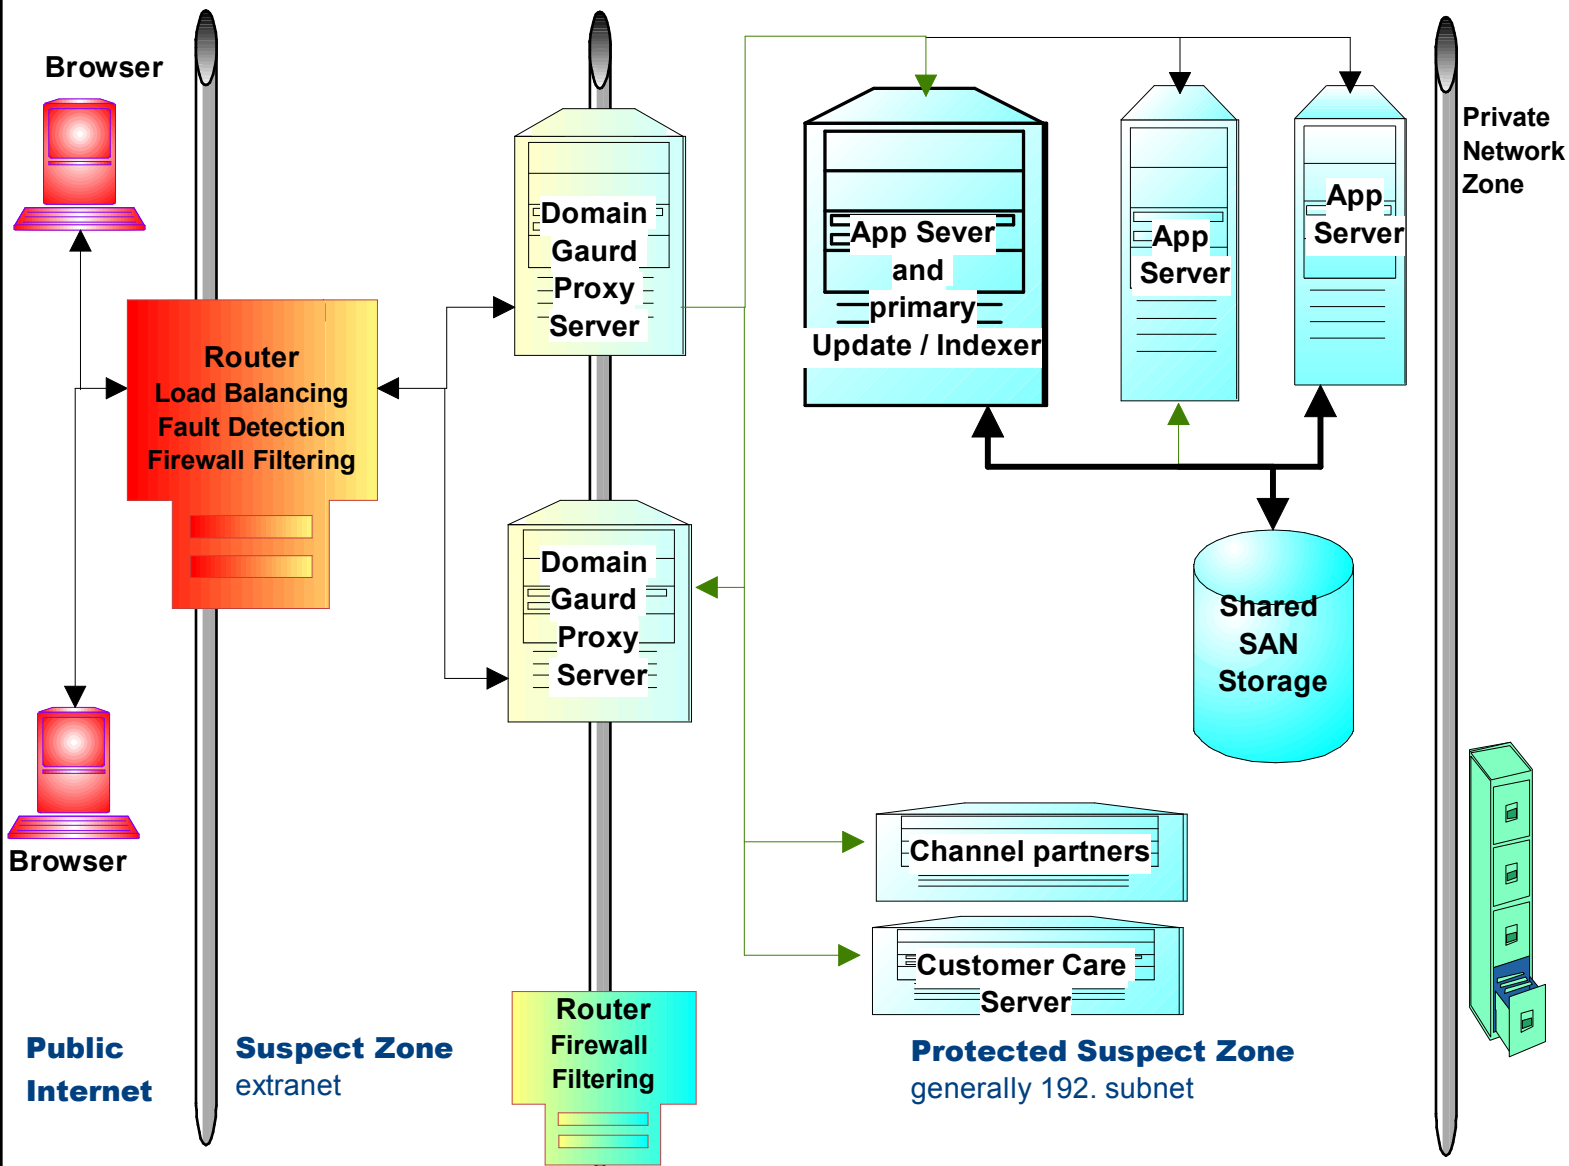 Browser
Router
Load Balancing
Fault Detection
Firewall Filtering
Browser
Domain
Gaurd
Proxy
Server
Domain
Gaurd
Proxy
Server
Router
Firewall
Filtering
App Sever
and
primary
Update / Indexer
App
Server
App
Server
Shared
SAN
Storage
Channel partners
Customer Care
Server
Private
Network
Zone
Public
Internet
Suspect Zone
extranet
Protected Suspect Zone
generally 192. subnet